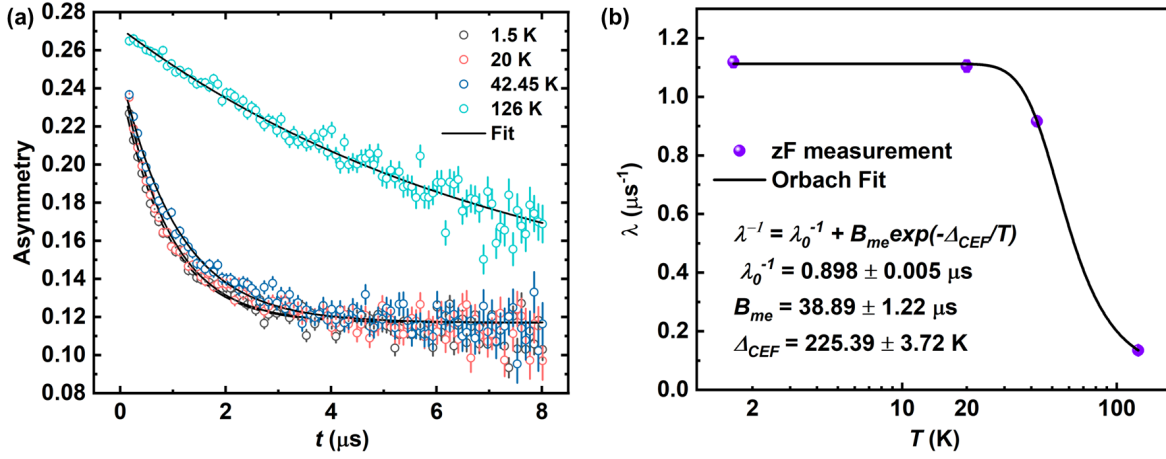 (a)
0.28
0.26
0.24
0.22
0.20
0.18
0.16
0.14
0.12
0.10
0.08
Asymmetry
1.5 K
20 K
42.45 K
126 K
Fit
0
2
4
6
8
t (μs)
(b)
1.2
1.0
0.8
0.6
0.4
0.2
0.0
λ (μs⁻¹)
zF measurement
Orbach Fit
λ⁻¹ = λ₀⁻¹ + Bₘₑexp(-Δ_CEF/T)
λ₀⁻¹ = 0.898 ± 0.005 μs
Bₘₑ = 38.89 ± 1.22 μs
Δ_CEF = 225.39 ± 3.72 K
2
10
20
100
T (K)